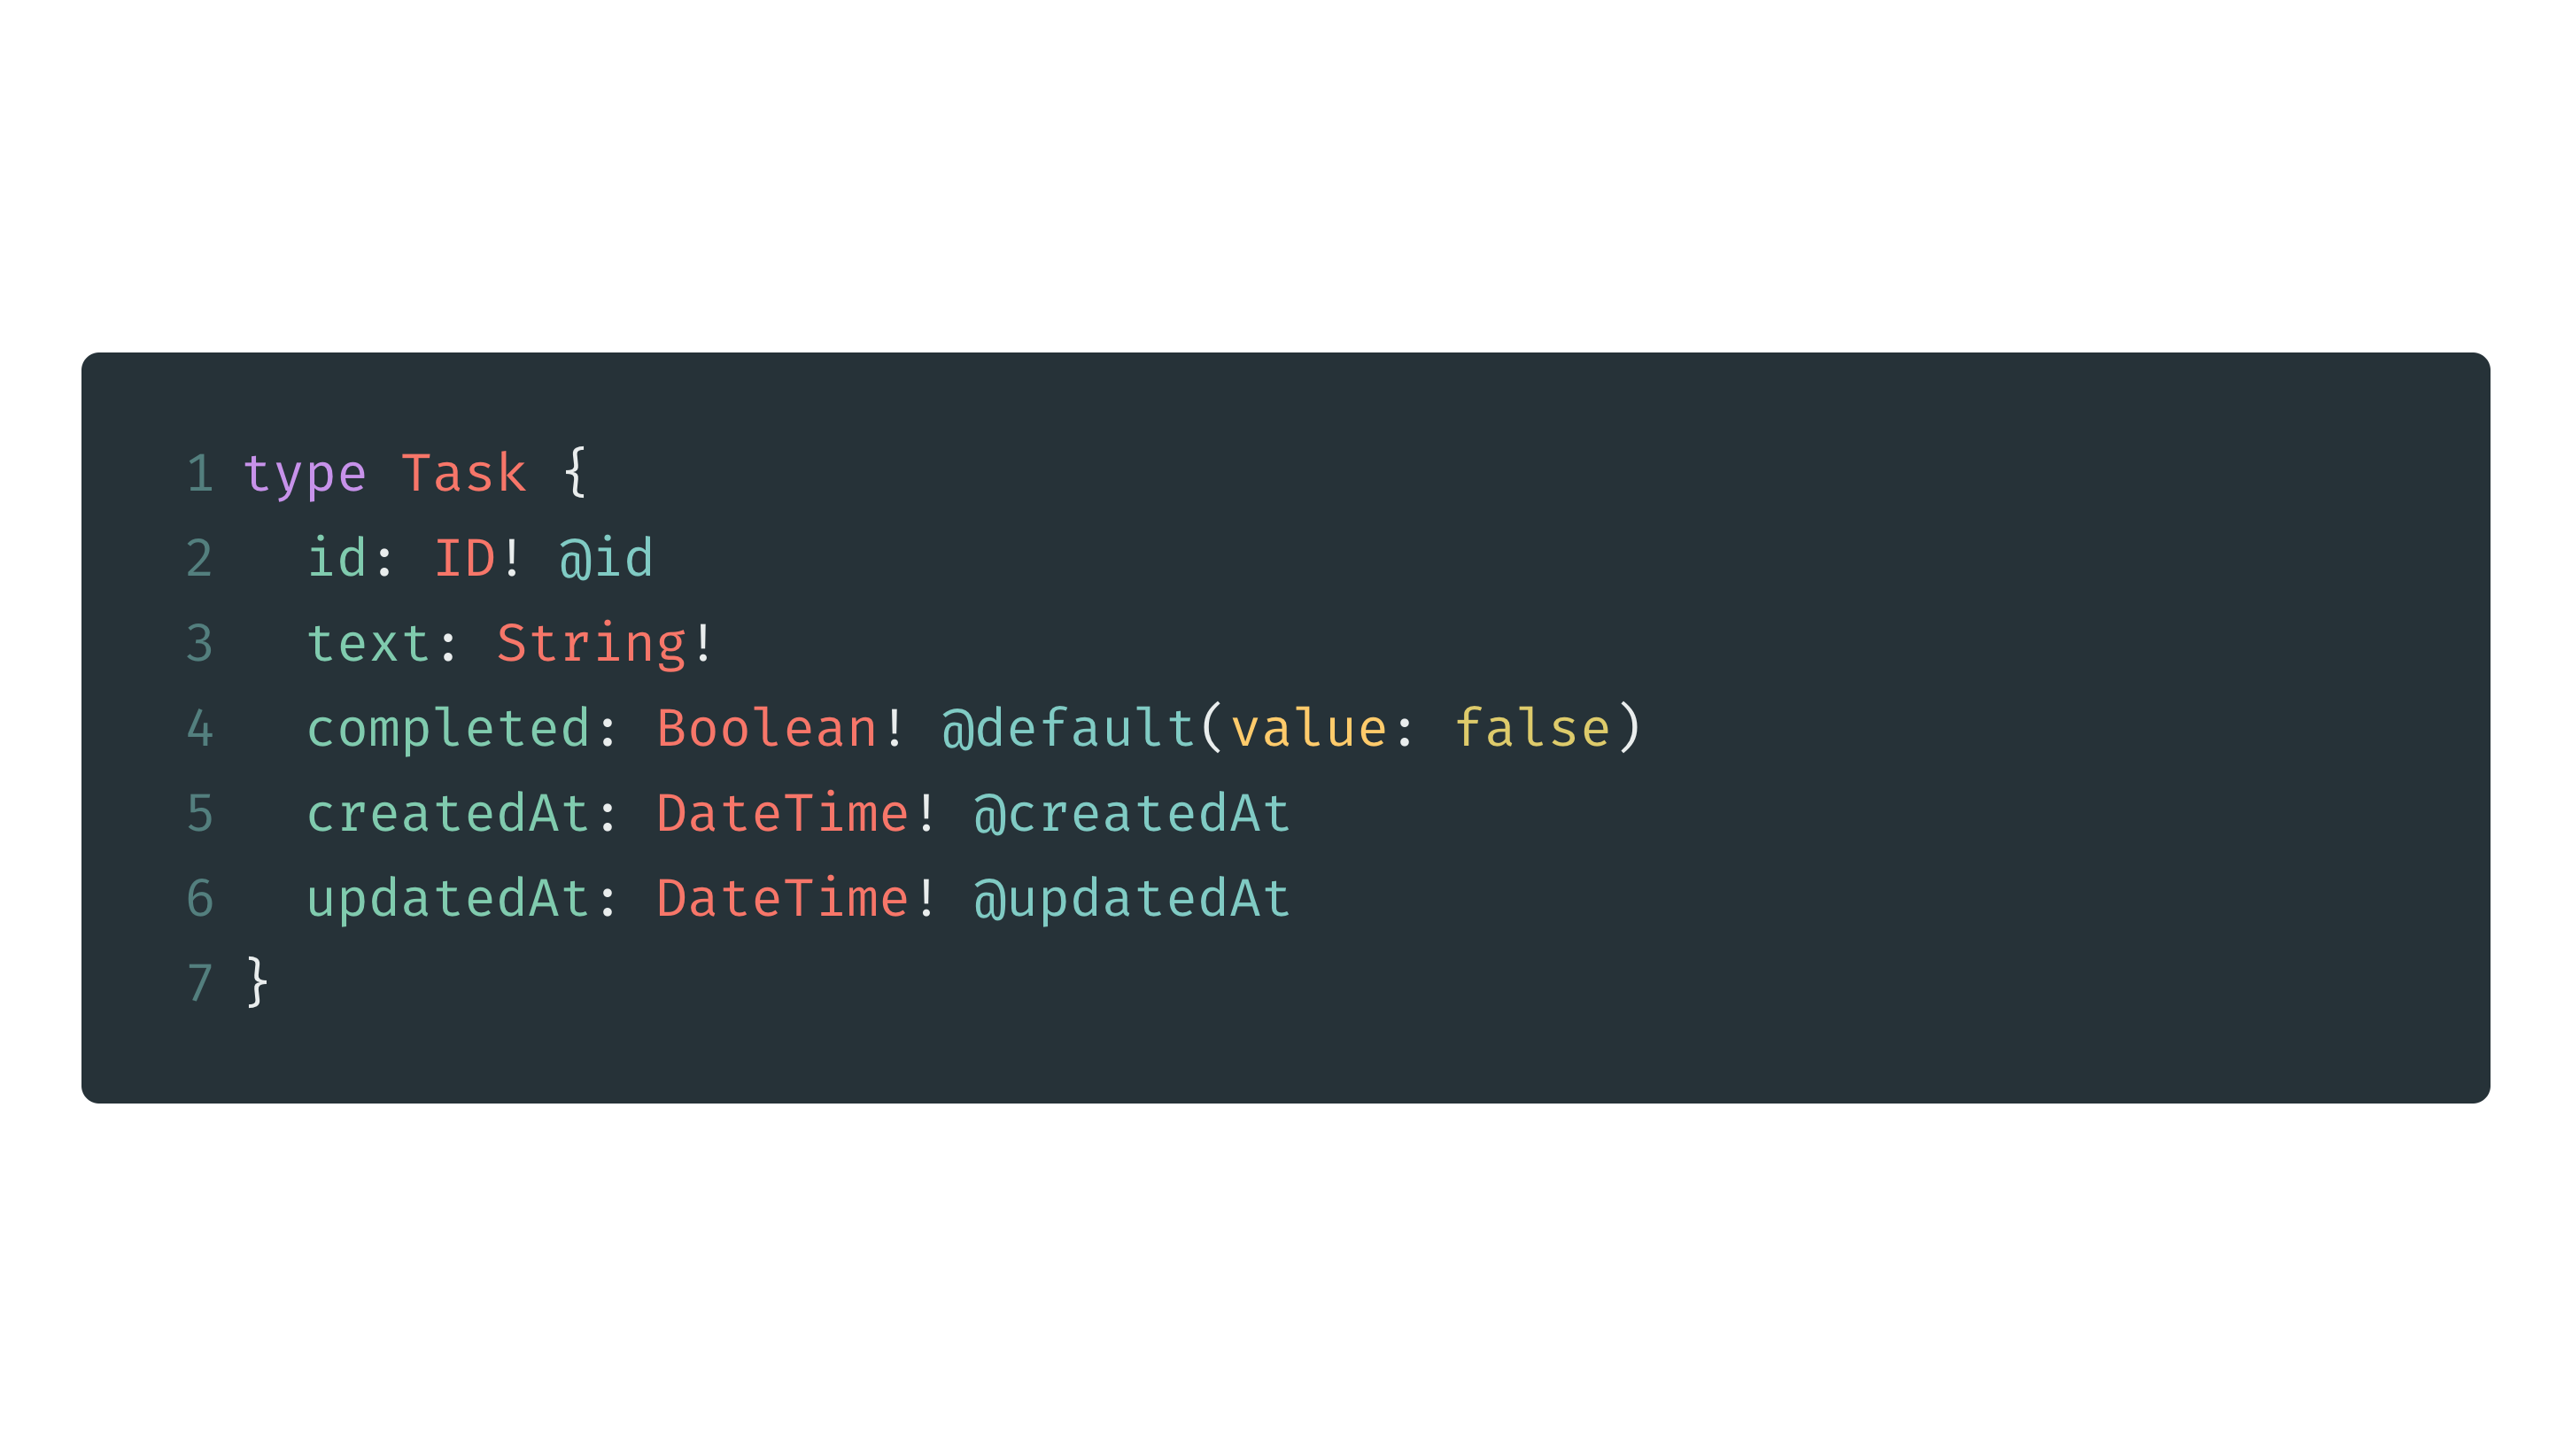 1 type Task {
2   id: ID! @id
3   text: String!
4   completed: Boolean! @default(value: false)
5   createdAt: DateTime! @createdAt
6   updatedAt: DateTime! @updatedAt
7 }